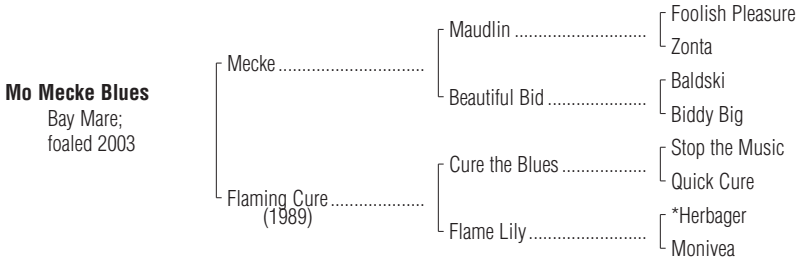 Foolish Pleasure
Maudlin ............................
Zonta
Mecke ...............................
Baldski
Beautiful Bid .....................
Biddy Big
Mo Mecke Blues
Bay Mare;
foaled 2003
Stop the Music
Cure the Blues ..................
Quick Cure
Flaming Cure ....................
(1989)
*Herbager
Flame Lily .........................
Monivea